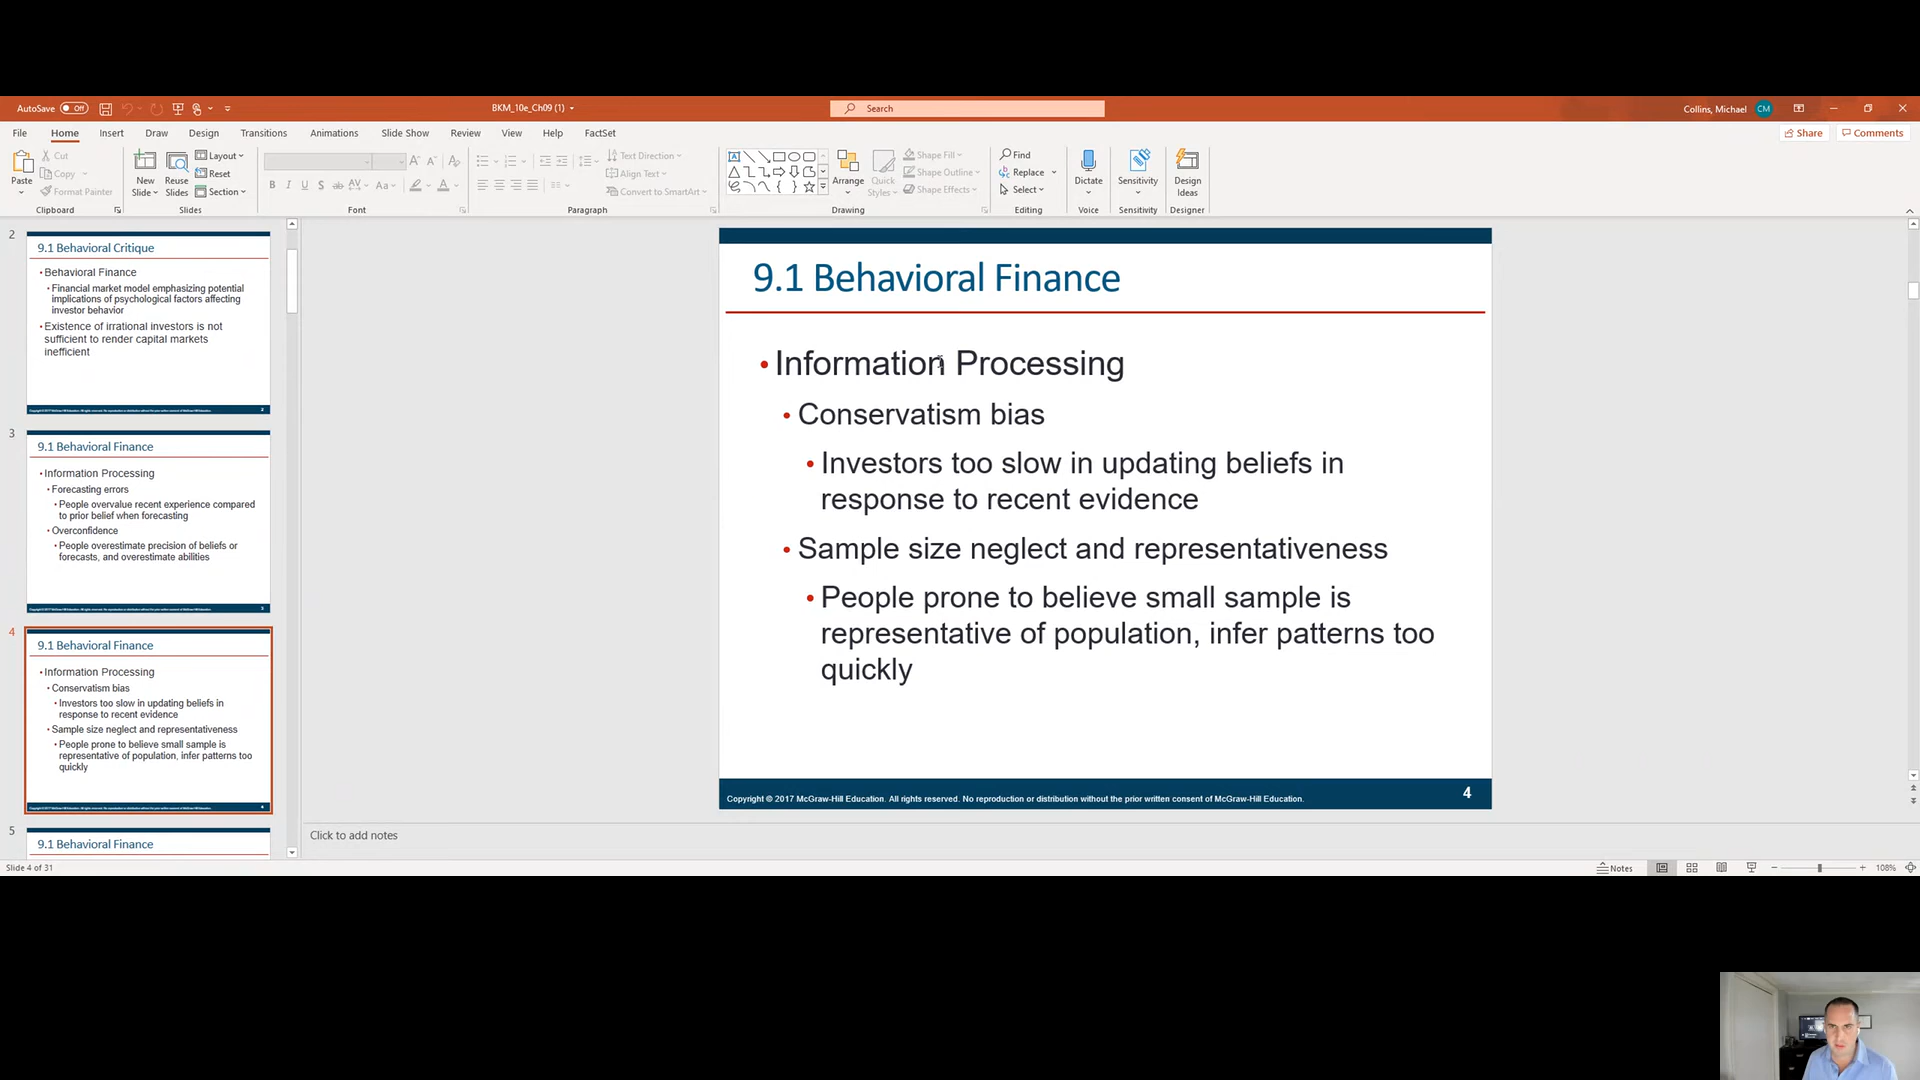 AutoSave Off
BKM_10e_Ch09 (1)
Search
Collins, Michael CM
File Home Insert Draw Design Transitions Animations Slide Show Review View Help FactSet
Share Comments
Paste
Cut
Copy
Format Painter
Clipboard
New Slide
Reuse Slides
Layout
Reset
Section
Slides
B I U S ab AV Aa A
Font
Text Direction
Align Text
Convert to SmartArt
Paragraph
Arrange
Quick Styles
Shape Fill
Shape Outline
Shape Effects
Drawing
Find
Replace
Select
Editing
Dictate
Voice
Sensitivity
Sensitivity
Design Ideas
Designer
2
9.1 Behavioral Critique
• Behavioral Finance
• Financial market model emphasizing potential
implications of psychological factors affecting
investor behavior
• Existence of irrational investors is not
sufficient to render capital markets
inefficient
2
3
9.1 Behavioral Finance
• Information Processing
• Forecasting errors
• People overvalue recent experience compared
to prior belief when forecasting
• Overconfidence
• People overestimate precision of beliefs or
forecasts, and overestimate abilities
3
4
9.1 Behavioral Finance
• Information Processing
• Conservatism bias
• Investors too slow in updating beliefs in
response to recent evidence
• Sample size neglect and representativeness
• People prone to believe small sample is
representative of population, infer patterns too
quickly
4
5
9.1 Behavioral Finance
9.1 Behavioral Finance
• Information Processing
• Conservatism bias
• Investors too slow in updating beliefs in
response to recent evidence
• Sample size neglect and representativeness
• People prone to believe small sample is
representative of population, infer patterns too
quickly
Copyright © 2017 McGraw-Hill Education. All rights reserved. No reproduction or distribution without the prior written consent of McGraw-Hill Education.
4
Click to add notes
Slide 4 of 31
Notes
108%